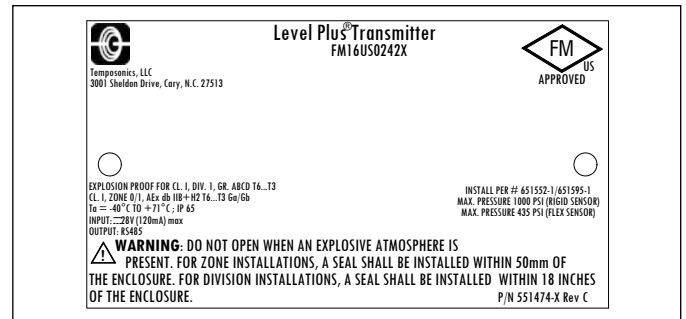 Level Plus® Transmitter
FM16US0242X
FM
US
APPROVED
Temposonics, LLC
3001 Sheldon Drive, Cary, N.C. 27513
EXPLOSION PROOF FOR CL. I, DIV. 1, GR. ABCD T6...T3
CL. I, ZONE 0/1, AEx db IIB+H2 T6...T3 Ga/Gb
Ta = -40°C TO +71°C ; IP 65
INPUT: ⎓28V (120mA) max
OUTPUT: RS485
INSTALL PER # 651552-1/651595-1
MAX. PRESSURE 1000 PSI (RIGID SENSOR)
MAX. PRESSURE 435 PSI (FLEX SENSOR)
WARNING: DO NOT OPEN WHEN AN EXPLOSIVE ATMOSPHERE IS
PRESENT. FOR ZONE INSTALLATIONS, A SEAL SHALL BE INSTALLED WITHIN 50mm OF
THE ENCLOSURE. FOR DIVISION INSTALLATIONS, A SEAL SHALL BE INSTALLED WITHIN 18 INCHES
OF THE ENCLOSURE.
P/N 551474-X Rev C